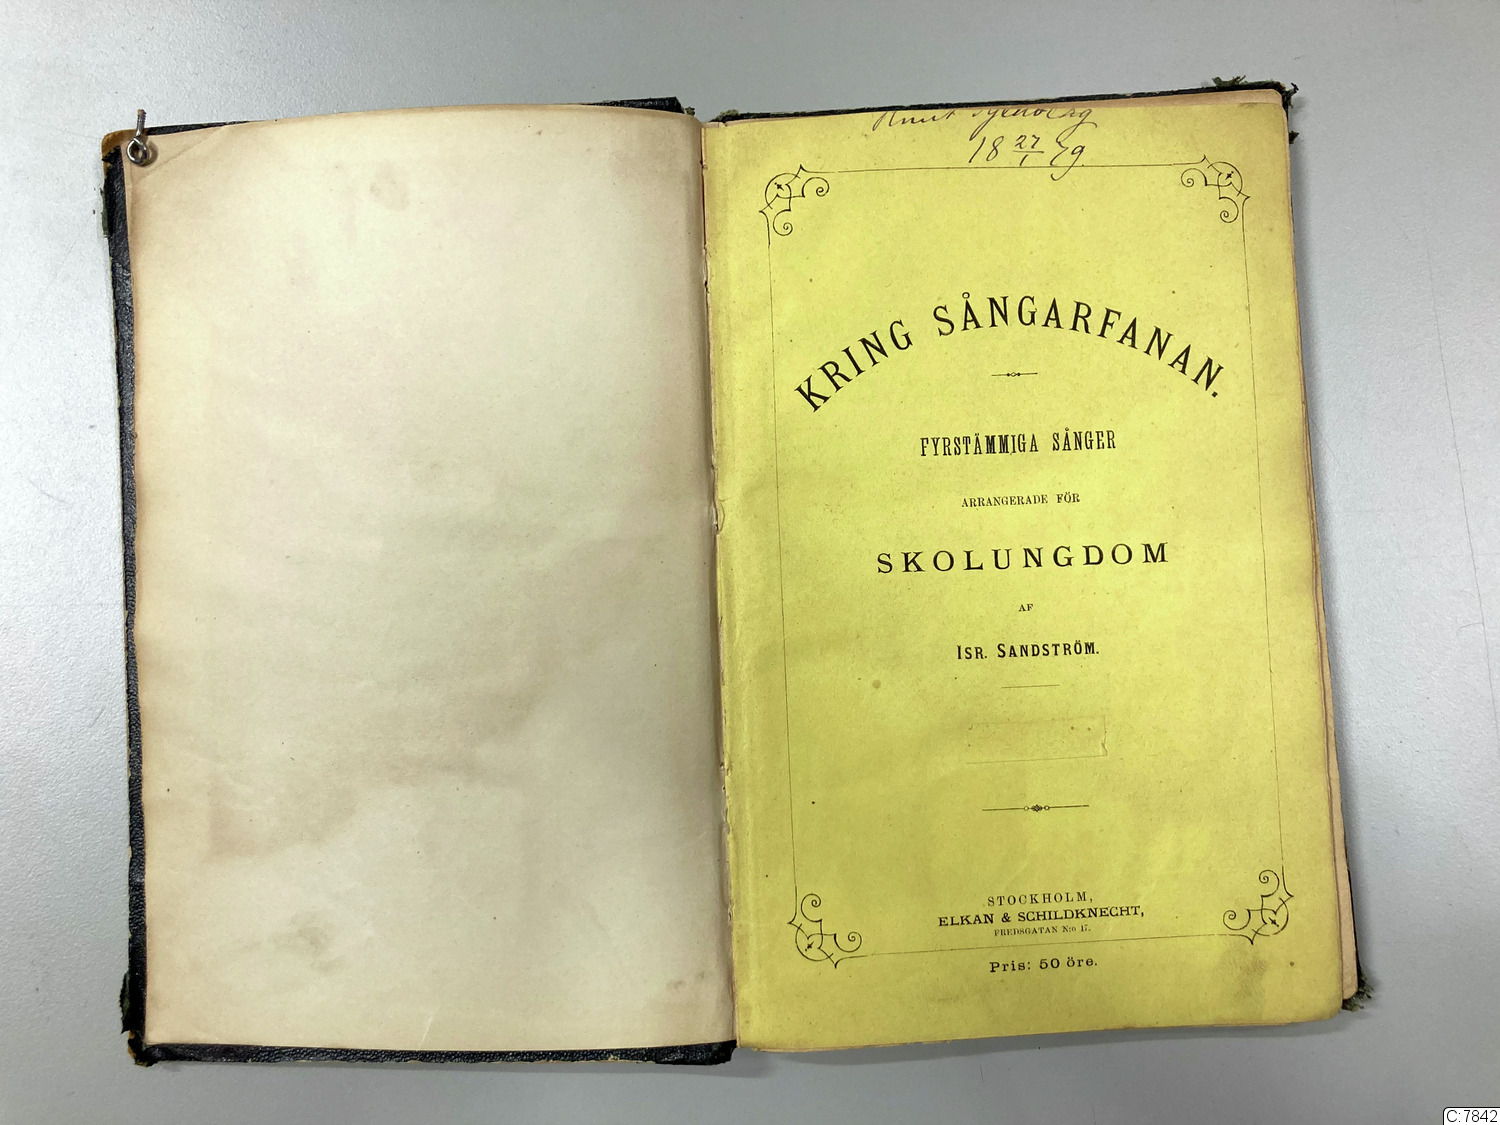 Knut
18 27/1 79
KRING SÅNGARFANAN.
FYRSTÄMMIGA SÅNGER
ARRANGERADE FÖR
SKOLUNGDOM
AF
ISR. SANDSTRÖM.
STOCKHOLM,
ELKAN & SCHILDKNECHT,
FREDSGATAN N:o 17.
Pris: 50 öre.
C:7842